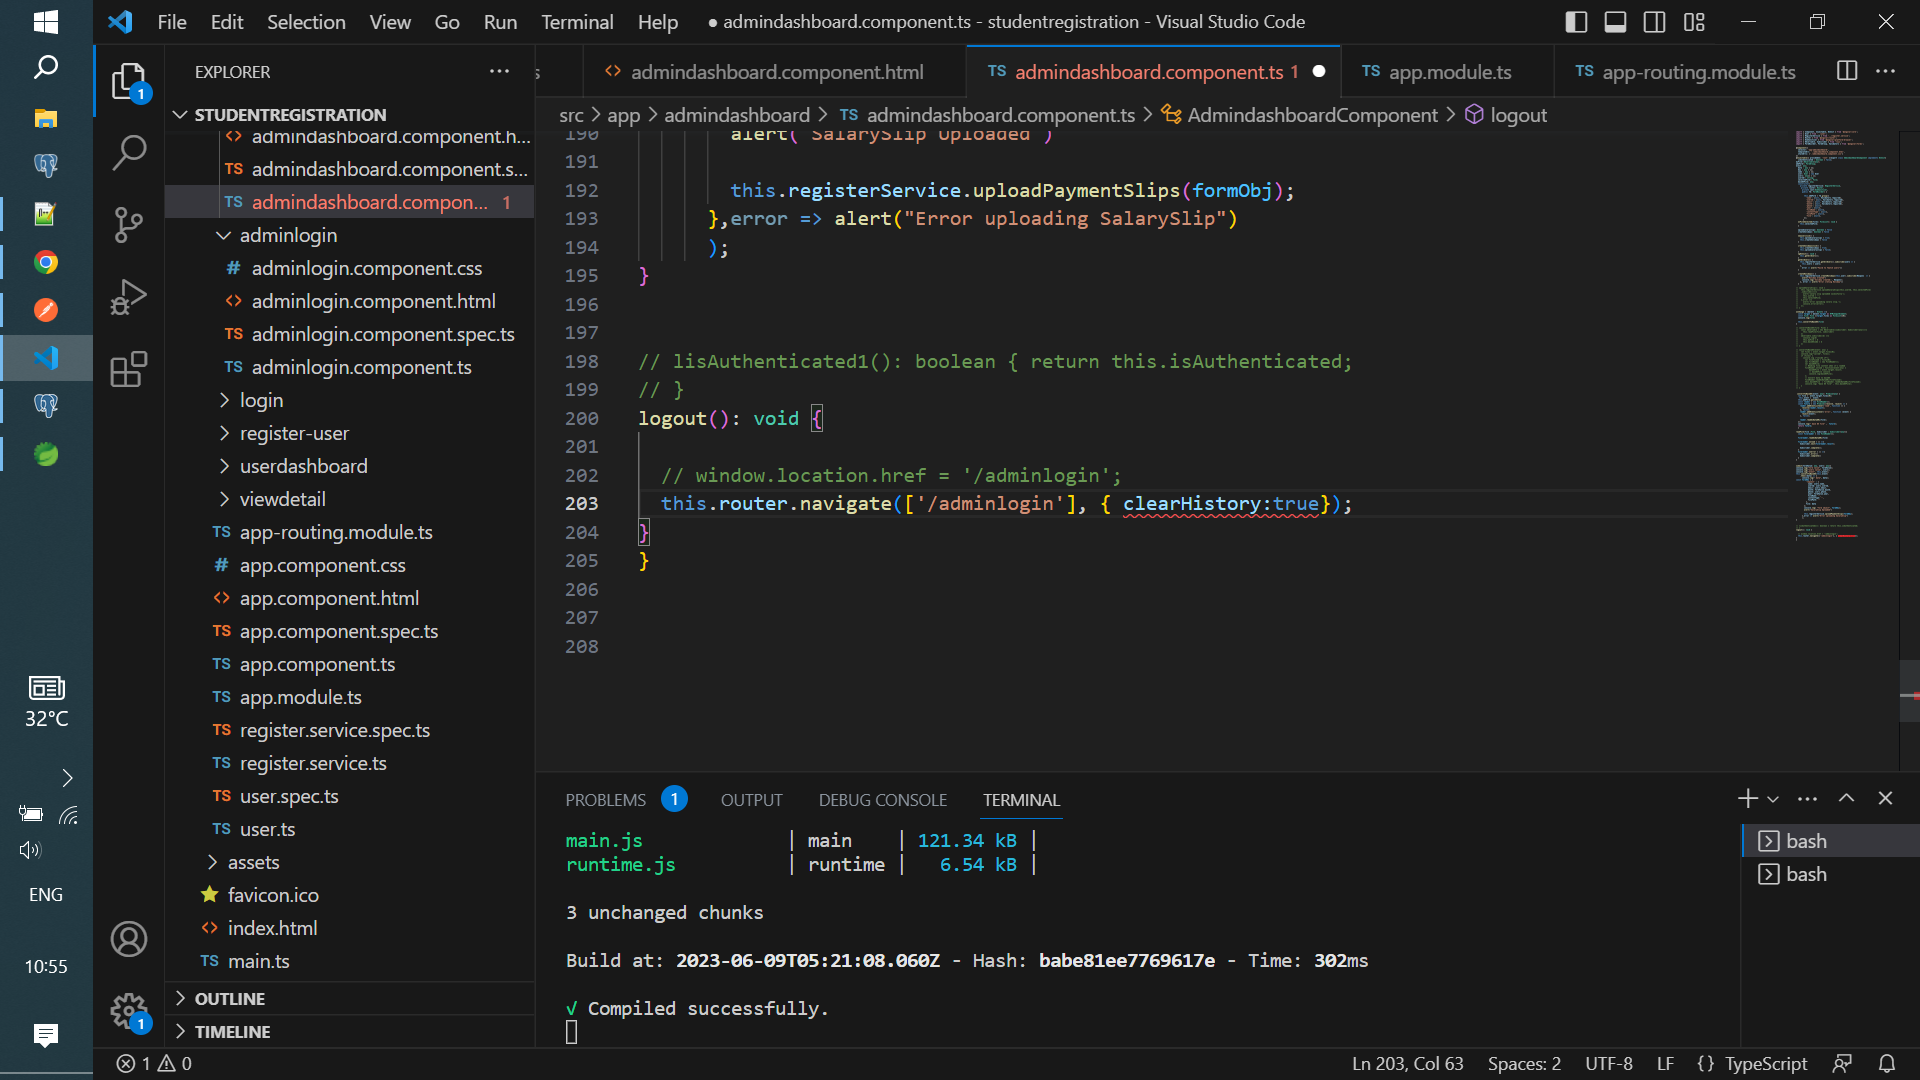 File Edit Selection View Go Run Terminal Help
● admindashboard.component.ts - studentregistration - Visual Studio Code
EXPLORER
STUDENTREGISTRATION
admindashboard.component.h...
TS admindashboard.component.s...
TS admindashboard.compon... 1
adminlogin
# adminlogin.component.css
adminlogin.component.html
TS adminlogin.component.spec.ts
TS adminlogin.component.ts
login
register-user
userdashboard
viewdetail
TS app-routing.module.ts
# app.component.css
app.component.html
TS app.component.spec.ts
TS app.component.ts
TS app.module.ts
TS register.service.spec.ts
TS register.service.ts
TS user.spec.ts
TS user.ts
assets
favicon.ico
index.html
TS main.ts
OUTLINE
TIMELINE
s
admindashboard.component.html
TS admindashboard.component.ts 1
TS app.module.ts
TS app-routing.module.ts
src > app > admindashboard > TS admindashboard.component.ts > AdmindashboardComponent > logout
190 alert("SalarySlip Uploaded")
191
192 this.registerService.uploadPaymentSlips(formObj);
193 },error => alert("Error uploading SalarySlip")
194 );
195 }
196
197
198 // lisAuthenticated1(): boolean { return this.isAuthenticated;
199 // }
200 logout(): void {
201
202 // window.location.href = '/adminlogin';
203 this.router.navigate(['/adminlogin'], { clearHistory:true});
204 }
205 }
206
207
208
PROBLEMS 1 OUTPUT DEBUG CONSOLE TERMINAL
main.js | main | 121.34 kB |
runtime.js | runtime | 6.54 kB |
3 unchanged chunks
Build at: 2023-06-09T05:21:08.060Z - Hash: babe81ee7769617e - Time: 302ms
√ Compiled successfully.
bash
bash
1
1
32°C
ENG
10:55
1 0
Ln 203, Col 63 Spaces: 2 UTF-8 LF {} TypeScript